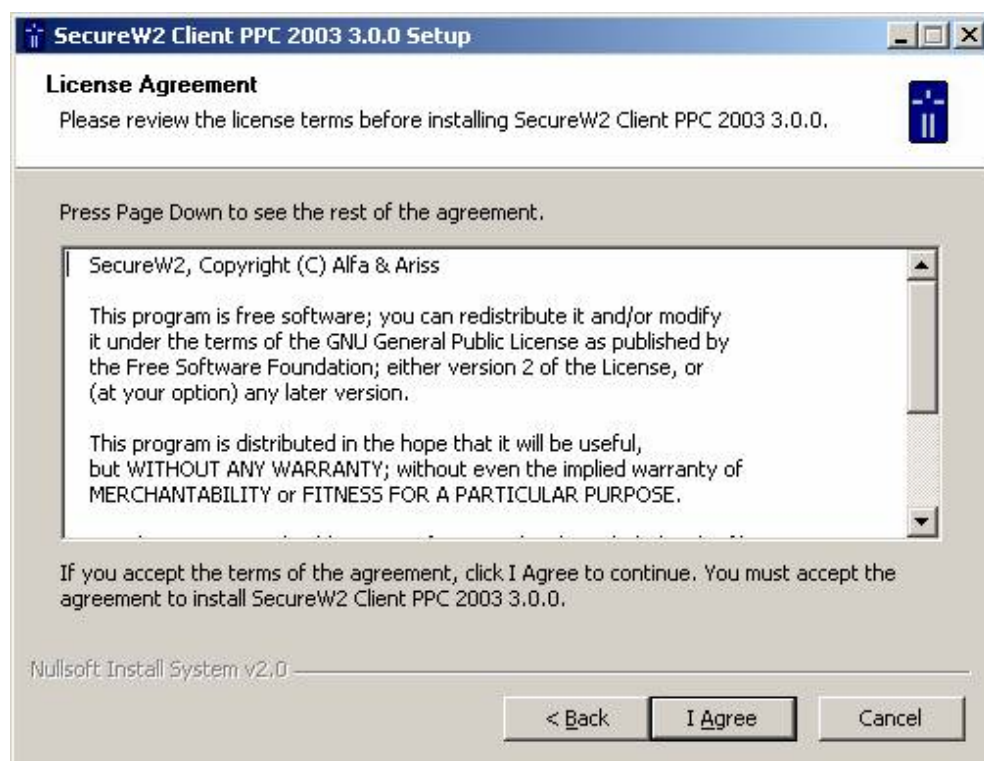 SecureW2 Client PPC 2003 3.0.0 Setup
License Agreement
Please review the license terms before installing SecureW2 Client PPC 2003 3.0.0.
Press Page Down to see the rest of the agreement.
SecureW2, Copyright (C) Alfa & Ariss
This program is free software; you can redistribute it and/or modify
it under the terms of the GNU General Public License as published by
the Free Software Foundation; either version 2 of the License, or
(at your option) any later version.
This program is distributed in the hope that it will be useful,
but WITHOUT ANY WARRANTY; without even the implied warranty of
MERCHANTABILITY or FITNESS FOR A PARTICULAR PURPOSE.
If you accept the terms of the agreement, click I Agree to continue. You must accept the
agreement to install SecureW2 Client PPC 2003 3.0.0.
Nullsoft Install System v2.0
< Back I Agree Cancel